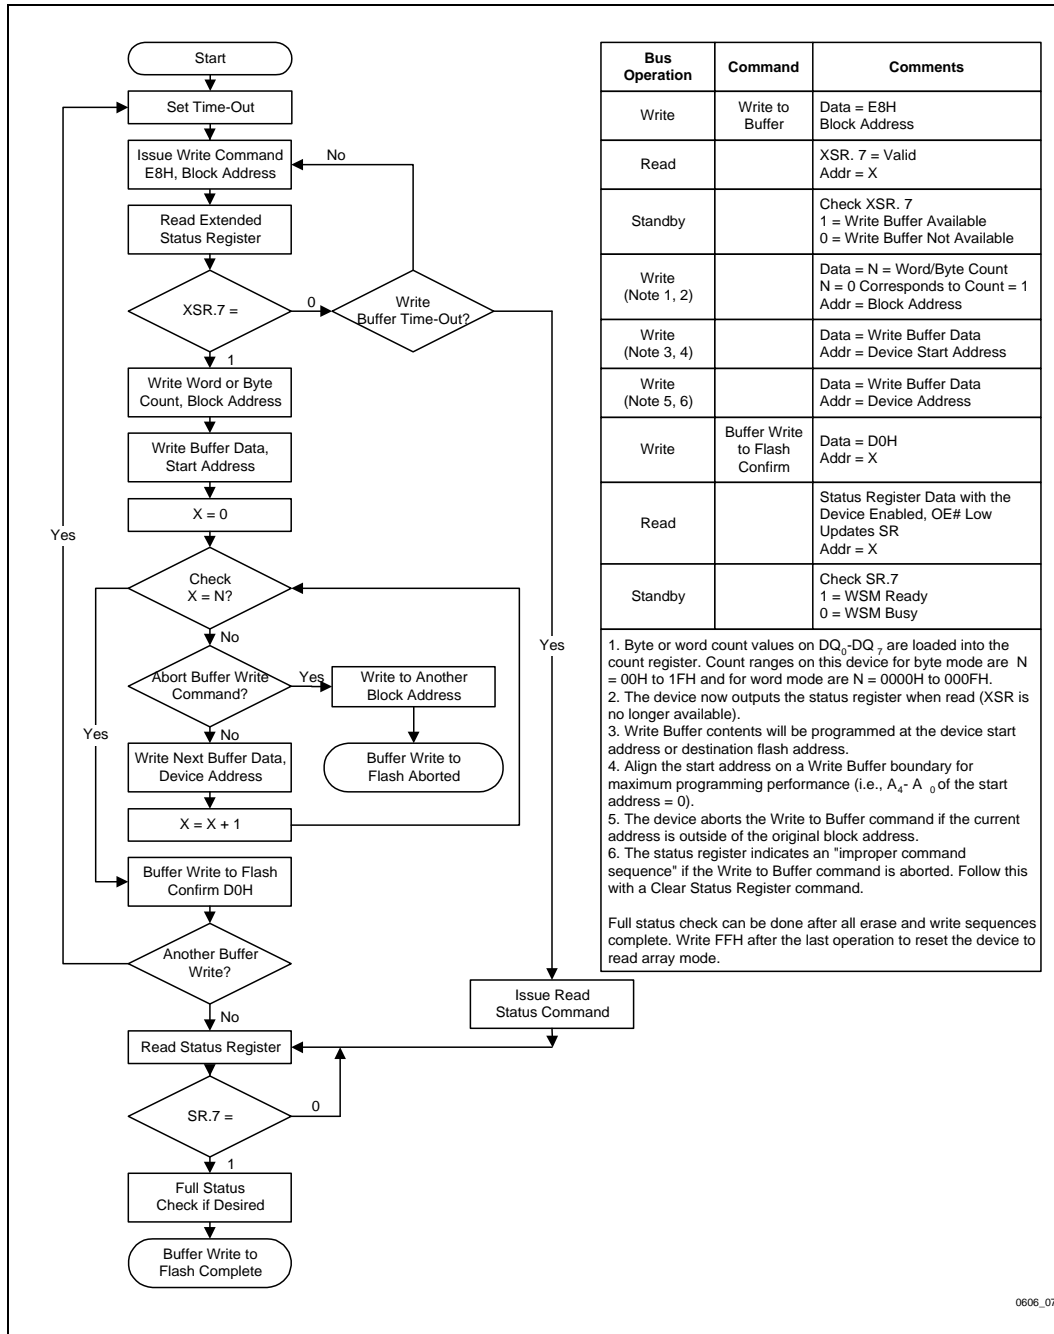 Start
Set Time-Out
Issue Write Command
E8H, Block Address
No
Read Extended
Status Register
XSR.7 =
0
Write
Buffer Time-Out?
1
Write Word or Byte
Count, Block Address
Write Buffer Data,
Start Address
X = 0
Yes
Check
X = N?
No
Yes
Abort Buffer Write
Command?
Yes
Write to Another
Block Address
Yes
No
Buffer Write to
Flash Aborted
Write Next Buffer Data,
Device Address
X = X + 1
Buffer Write to Flash
Confirm D0H
Another Buffer
Write?
Issue Read
Status Command
No
Read Status Register
SR.7 =
0
1
Full Status
Check if Desired
Buffer Write to
Flash Complete
Bus
Operation
Command
Comments
Write
Write to
Buffer
Data = E8H
Block Address
Read
XSR. 7 = Valid
Addr = X
Standby
Check XSR. 7
1 = Write Buffer Available
0 = Write Buffer Not Available
Write
(Note 1, 2)
Data = N = Word/Byte Count
N = 0 Corresponds to Count = 1
Addr = Block Address
Write
(Note 3, 4)
Data = Write Buffer Data
Addr = Device Start Address
Write
(Note 5, 6)
Data = Write Buffer Data
Addr = Device Address
Write
Buffer Write
to Flash
Confirm
Data = D0H
Addr = X
Read
Status Register Data with the
Device Enabled, OE# Low
Updates SR
Addr = X
Standby
Check SR.7
1 = WSM Ready
0 = WSM Busy
1. Byte or word count values on DQ0-DQ 7 are loaded into the
count register. Count ranges on this device for byte mode are N
= 00H to 1FH and for word mode are N = 0000H to 000FH.
2. The device now outputs the status register when read (XSR is
no longer available).
3. Write Buffer contents will be programmed at the device start
address or destination flash address.
4. Align the start address on a Write Buffer boundary for
maximum programming performance (i.e., A4- A 0 of the start
address = 0).
5. The device aborts the Write to Buffer command if the current
address is outside of the original block address.
6. The status register indicates an "improper command
sequence" if the Write to Buffer command is aborted. Follow this
with a Clear Status Register command.
Full status check can be done after all erase and write sequences
complete. Write FFH after the last operation to reset the device to
read array mode.
0606_07